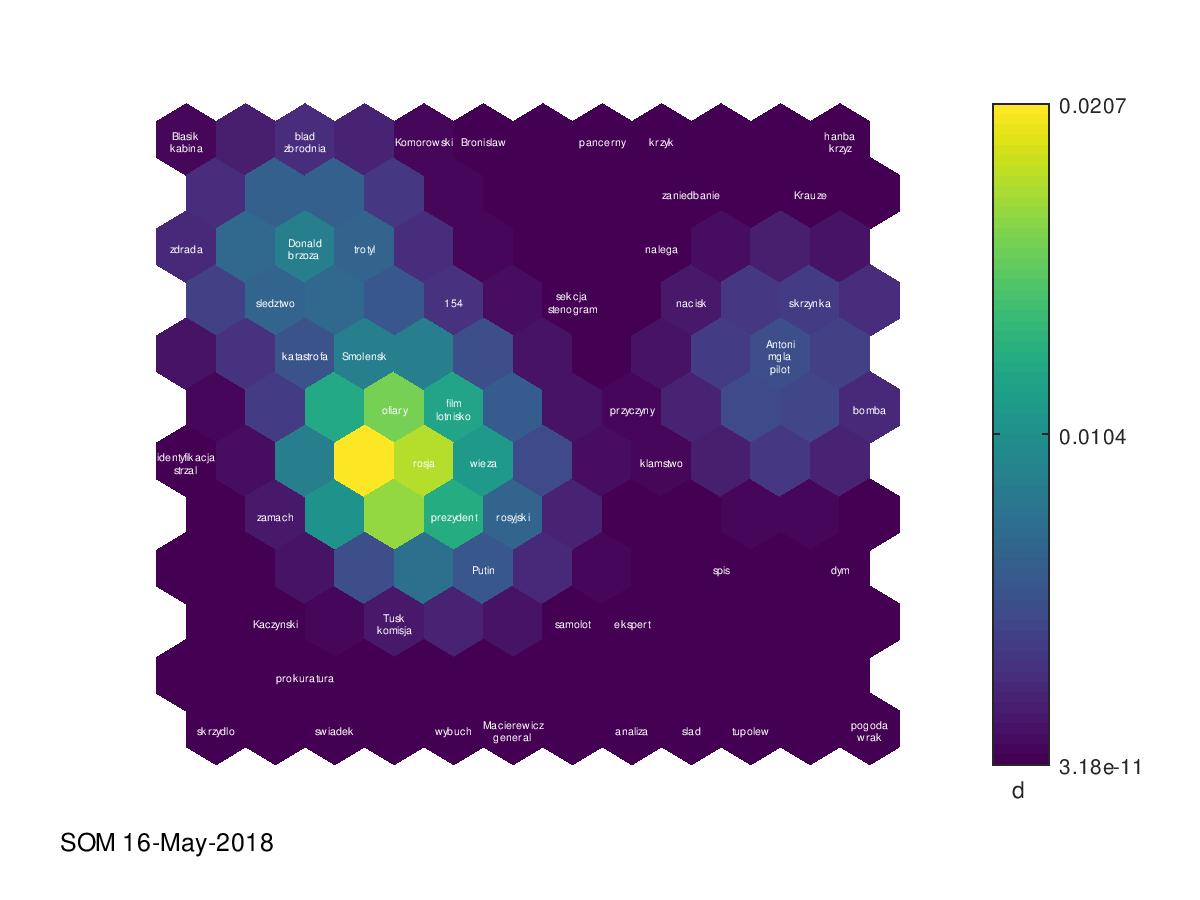 0.0207
Blasik
kabina
blad
zbrodnia
Komorowski
Bronislaw
pancerny
krzyk
hanba
krzyz
zaniedbanie
Krauze
zdrada
Donald
brzoza
trotyl
nalega
siedztwo
154
sekcja
stenogram
nacisk
skrzynka
katastrofa
Smolensk
Antoni
mgla
pilot
ofiary
film
lotnisko
przyczyny
bomba
0.0104
identyfikacja
strzal
rosja
wieza
klamstwo
zamach
prezydent
rosyjski
Putin
spis
dym
Kaczynski
Tusk
komisja
samolot
ekspert
prokuratura
skrzydlo
swiadek
wybuch
Macierewicz
general
analiza
slad
tupolew
pogoda
wrak
3.18e-11
d
SOM 16-May-2018